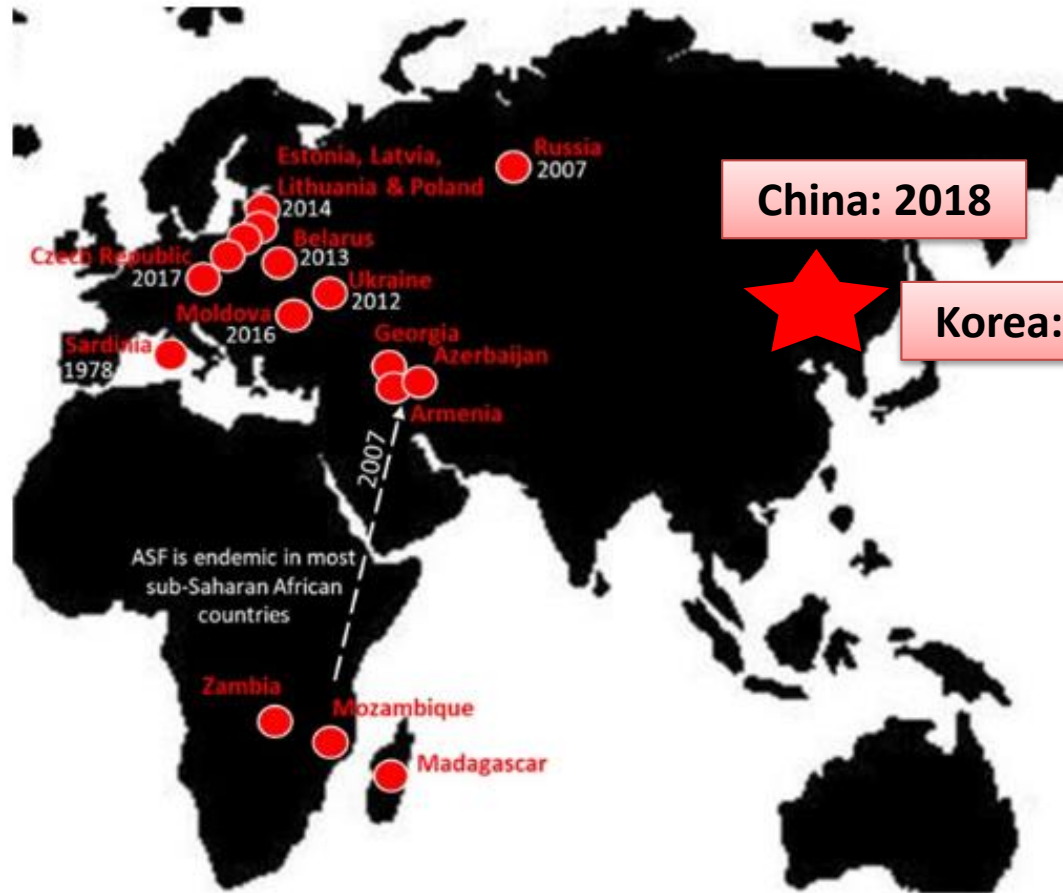 Estonia, Latvia,
Lithuania & Poland
2014
Russia
2007
China: 2018
Korea:
Czech Republic
2017
Belarus
2013
Ukraine
2012
Moldova
2016
Sardinia
1978
Georgia
Azerbaijan
Armenia
2007
ASF is endemic in most
sub-Saharan African
countries
Zambia
Mozambique
Madagascar